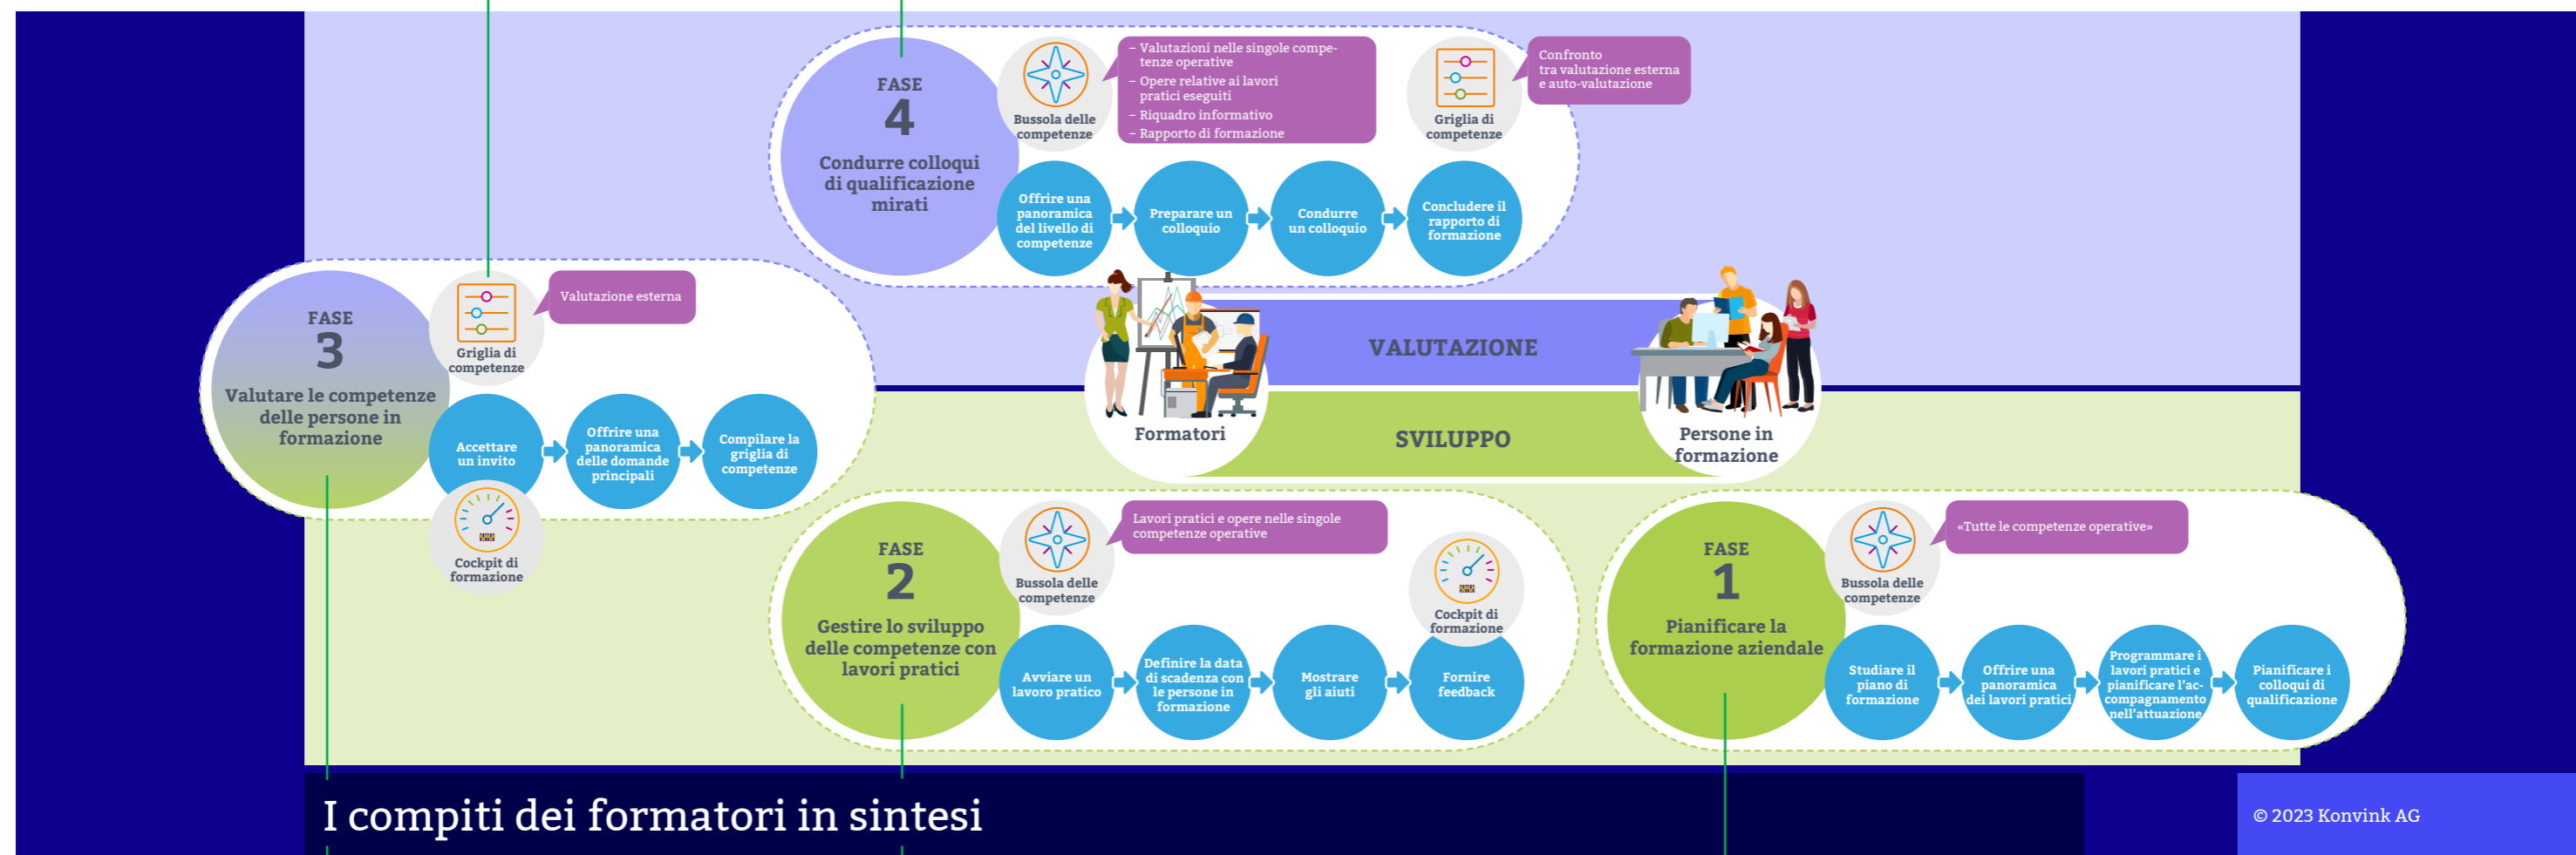 FASE
4
Condurre colloqui
di qualificazione
mirati
Bussola delle
competenze
– Valutazioni nelle singole compe-
tenze operative
– Opere relative ai lavori
pratici eseguiti
– Riquadro informativo
– Rapporto di formazione
Griglia di
competenze
Confronto
tra valutazione esterna
e auto-valutazione
Offrire una
panoramica
del livello di
competenze
Preparare un
colloquio
Condurre
un colloquio
Concludere il
rapporto di
formazione
FASE
3
Valutare le competenze
delle persone in
formazione
Griglia di
competenze
Valutazione esterna
Accettare
un invito
Offrire una
panoramica
delle domande
principali
Compilare la
griglia di
competenze
Cockpit di
formazione
VALUTAZIONE
SVILUPPO
Formatori
Persone in
formazione
FASE
2
Gestire lo sviluppo
delle competenze con
lavori pratici
Bussola delle
competenze
Lavori pratici e opere nelle singole
competenze operative
Cockpit di
formazione
Avviare un
lavoro pratico
Definire la data
di scadenza con
le persone in
formazione
Mostrare
gli aiuti
Fornire
feedback
FASE
1
Pianificare la
formazione aziendale
Bussola delle
competenze
«Tutte le competenze operative»
Studiare il
piano di
formazione
Offrire una
panoramica
dei lavori pratici
Programmare i
lavori pratici e
pianificare l’ac-
compagnamento
nell’attuazione
Pianificare i
colloqui di
qualificazione
I compiti dei formatori in sintesi
© 2023 Konvink AG